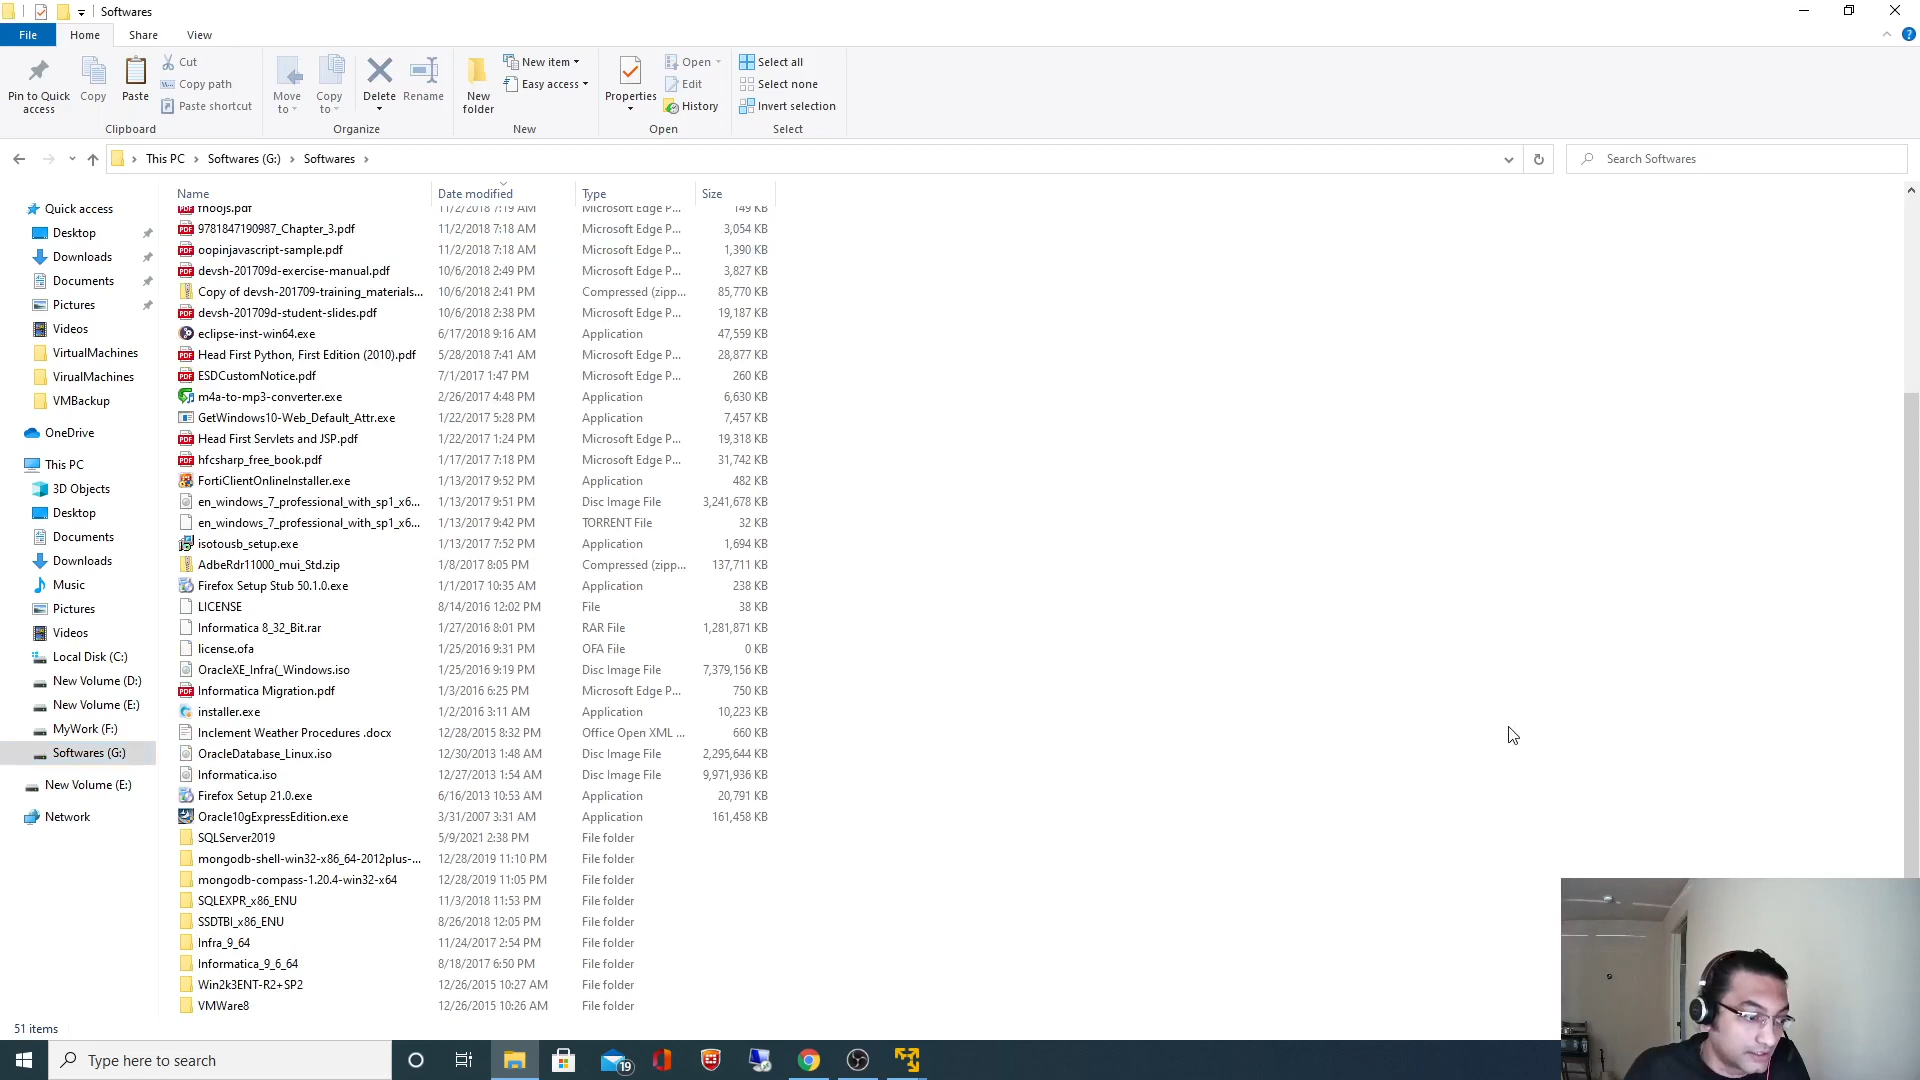 Softwares
File Home Share View
Pin to Quick access
Copy
Paste
Cut
Copy path
Paste shortcut
Clipboard
Move to
Copy to
Delete
Rename
Organize
New folder
New item
Easy access
New
Properties
Open
Edit
History
Open
Select all
Select none
Invert selection
Select
This PC > Softwares (G:) > Softwares >
Search Softwares
Quick access
Desktop
Downloads
Documents
Pictures
Videos
VirtualMachines
VirualMachines
VMBackup
OneDrive
This PC
3D Objects
Desktop
Documents
Downloads
Music
Pictures
Videos
Local Disk (C:)
New Volume (D:)
New Volume (E:)
MyWork (F:)
Softwares (G:)
New Volume (E:)
Network
Name Date modified Type Size
fhoojs.pdf 11/2/2018 7:19 AM Microsoft Edge P... 149 KB
9781847190987_Chapter_3.pdf 11/2/2018 7:18 AM Microsoft Edge P... 3,054 KB
oopinjavascript-sample.pdf 11/2/2018 7:18 AM Microsoft Edge P... 1,390 KB
devsh-201709d-exercise-manual.pdf 10/6/2018 2:49 PM Microsoft Edge P... 3,827 KB
Copy of devsh-201709-training_materials... 10/6/2018 2:41 PM Compressed (zipp... 85,770 KB
devsh-201709d-student-slides.pdf 10/6/2018 2:38 PM Microsoft Edge P... 19,187 KB
eclipse-inst-win64.exe 6/17/2018 9:16 AM Application 47,559 KB
Head First Python, First Edition (2010).pdf 5/28/2018 7:41 AM Microsoft Edge P... 28,877 KB
ESDCustomNotice.pdf 7/1/2017 1:47 PM Microsoft Edge P... 260 KB
m4a-to-mp3-converter.exe 2/26/2017 4:48 PM Application 6,630 KB
GetWindows10-Web_Default_Attr.exe 1/22/2017 5:28 PM Application 7,457 KB
Head First Servlets and JSP.pdf 1/22/2017 1:24 PM Microsoft Edge P... 19,318 KB
hfcsharp_free_book.pdf 1/17/2017 7:18 PM Microsoft Edge P... 31,742 KB
FortiClientOnlineInstaller.exe 1/13/2017 9:52 PM Application 482 KB
en_windows_7_professional_with_sp1_x6... 1/13/2017 9:51 PM Disc Image File 3,241,678 KB
en_windows_7_professional_with_sp1_x6... 1/13/2017 9:42 PM TORRENT File 32 KB
isotousb_setup.exe 1/13/2017 7:52 PM Application 1,694 KB
AdbeRdr11000_mui_Std.zip 1/8/2017 8:05 PM Compressed (zipp... 137,711 KB
Firefox Setup Stub 50.1.0.exe 1/1/2017 10:35 AM Application 238 KB
LICENSE 8/14/2016 12:02 PM File 38 KB
Informatica 8_32_Bit.rar 1/27/2016 8:01 PM RAR File 1,281,871 KB
license.ofa 1/25/2016 9:31 PM OFA File 0 KB
OracleXE_Infra(_Windows.iso 1/25/2016 9:19 PM Disc Image File 7,379,156 KB
Informatica Migration.pdf 1/3/2016 6:25 PM Microsoft Edge P... 750 KB
installer.exe 1/2/2016 3:11 AM Application 10,223 KB
Inclement Weather Procedures .docx 12/28/2015 8:32 PM Office Open XML ... 660 KB
OracleDatabase_Linux.iso 12/30/2013 1:48 AM Disc Image File 2,295,644 KB
Informatica.iso 12/27/2013 1:54 AM Disc Image File 9,971,936 KB
Firefox Setup 21.0.exe 6/16/2013 10:53 AM Application 20,791 KB
Oracle10gExpressEdition.exe 3/31/2007 3:31 AM Application 161,458 KB
SQLServer2019 5/9/2021 2:38 PM File folder
mongodb-shell-win32-x86_64-2012plus-... 12/28/2019 11:10 PM File folder
mongodb-compass-1.20.4-win32-x64 12/28/2019 11:05 PM File folder
SQLEXPR_x86_ENU 11/3/2018 11:53 PM File folder
SSDTBI_x86_ENU 8/26/2018 12:05 PM File folder
Infra_9_64 11/24/2017 2:54 PM File folder
Informatica_9_6_64 8/18/2017 6:50 PM File folder
Win2k3ENT-R2+SP2 12/26/2015 10:27 AM File folder
VMWare8 12/26/2015 10:26 AM File folder
51 items
Type here to search
19